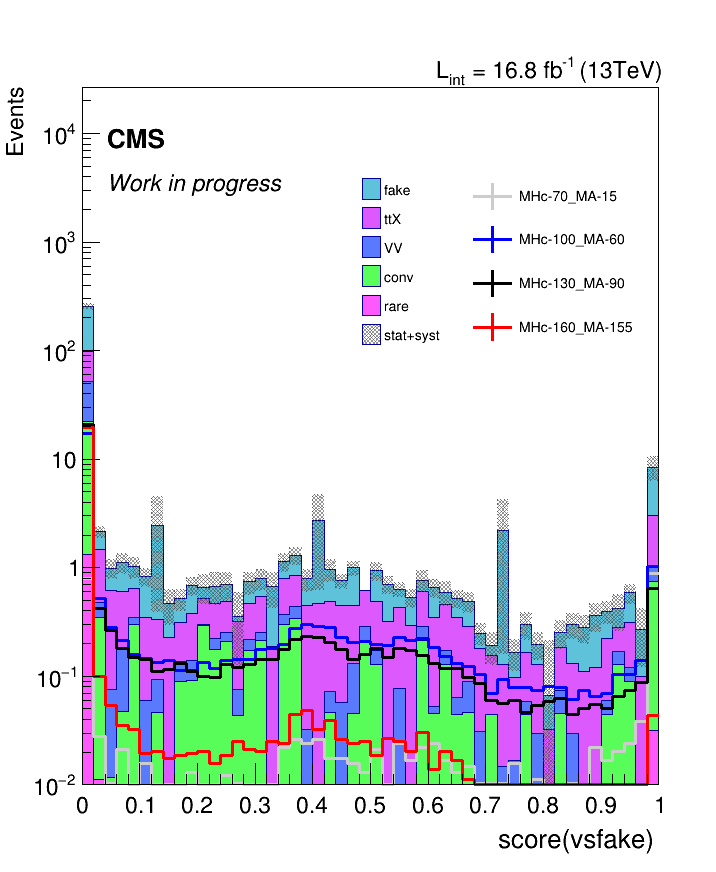 L_int = 16.8 fb^-1 (13TeV)
Events
CMS
Work in progress
fake
ttX
VV
conv
rare
stat+syst
MHc-70_MA-15
MHc-100_MA-60
MHc-130_MA-90
MHc-160_MA-155
10^4
10^3
10^2
10
1
10^-1
10^-2
0 0.1 0.2 0.3 0.4 0.5 0.6 0.7 0.8 0.9 1
score(vsfake)